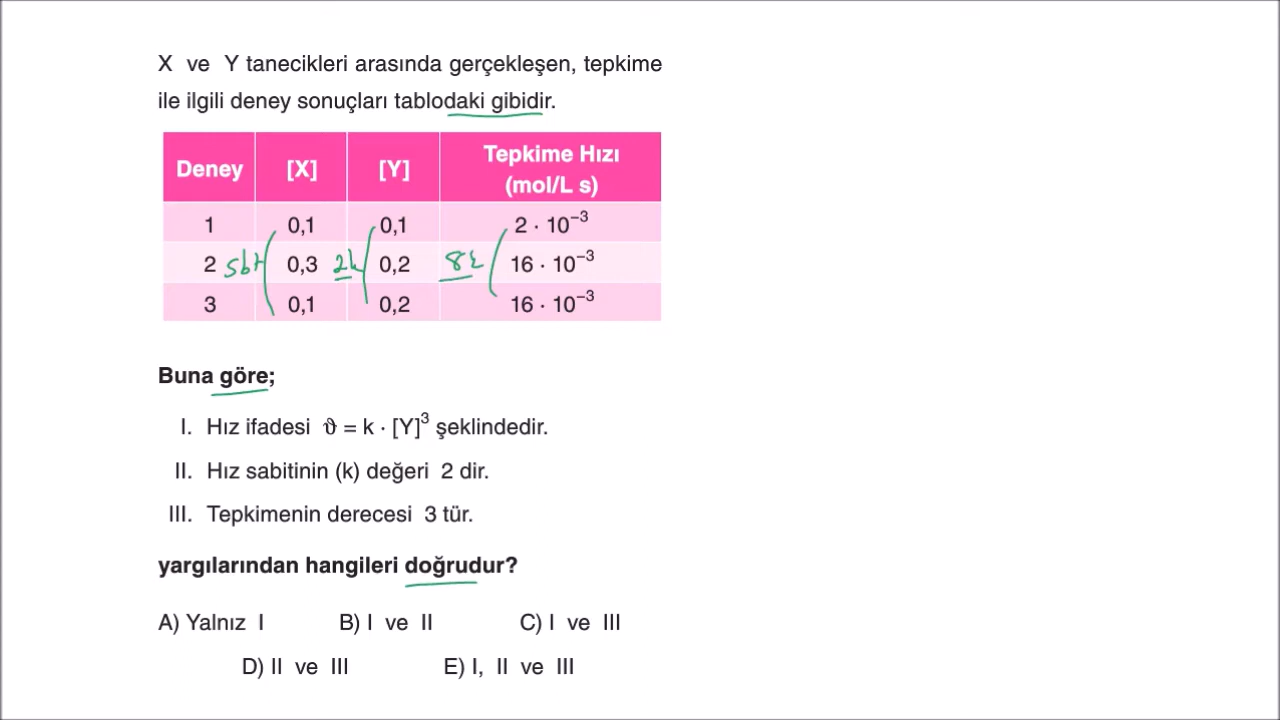 X ve Y tanecikleri arasında gerçekleşen, tepkime
ile ilgili deney sonuçları tablodaki gibidir.
Deney [X] [Y] Tepkime Hızı (mol/L s)
1 0,1 0,1 2 · 10⁻³
2 sbt 0,3 2k 0,2 8k 16 · 10⁻³
3 0,1 0,2 16 · 10⁻³
Buna göre;
I. Hız ifadesi ϑ = k · [Y]³ şeklindedir.
II. Hız sabitinin (k) değeri 2 dir.
III. Tepkimenin derecesi 3 tür.
yargılarından hangileri doğrudur?
A) Yalnız I B) I ve II C) I ve III
D) II ve III E) I, II ve III